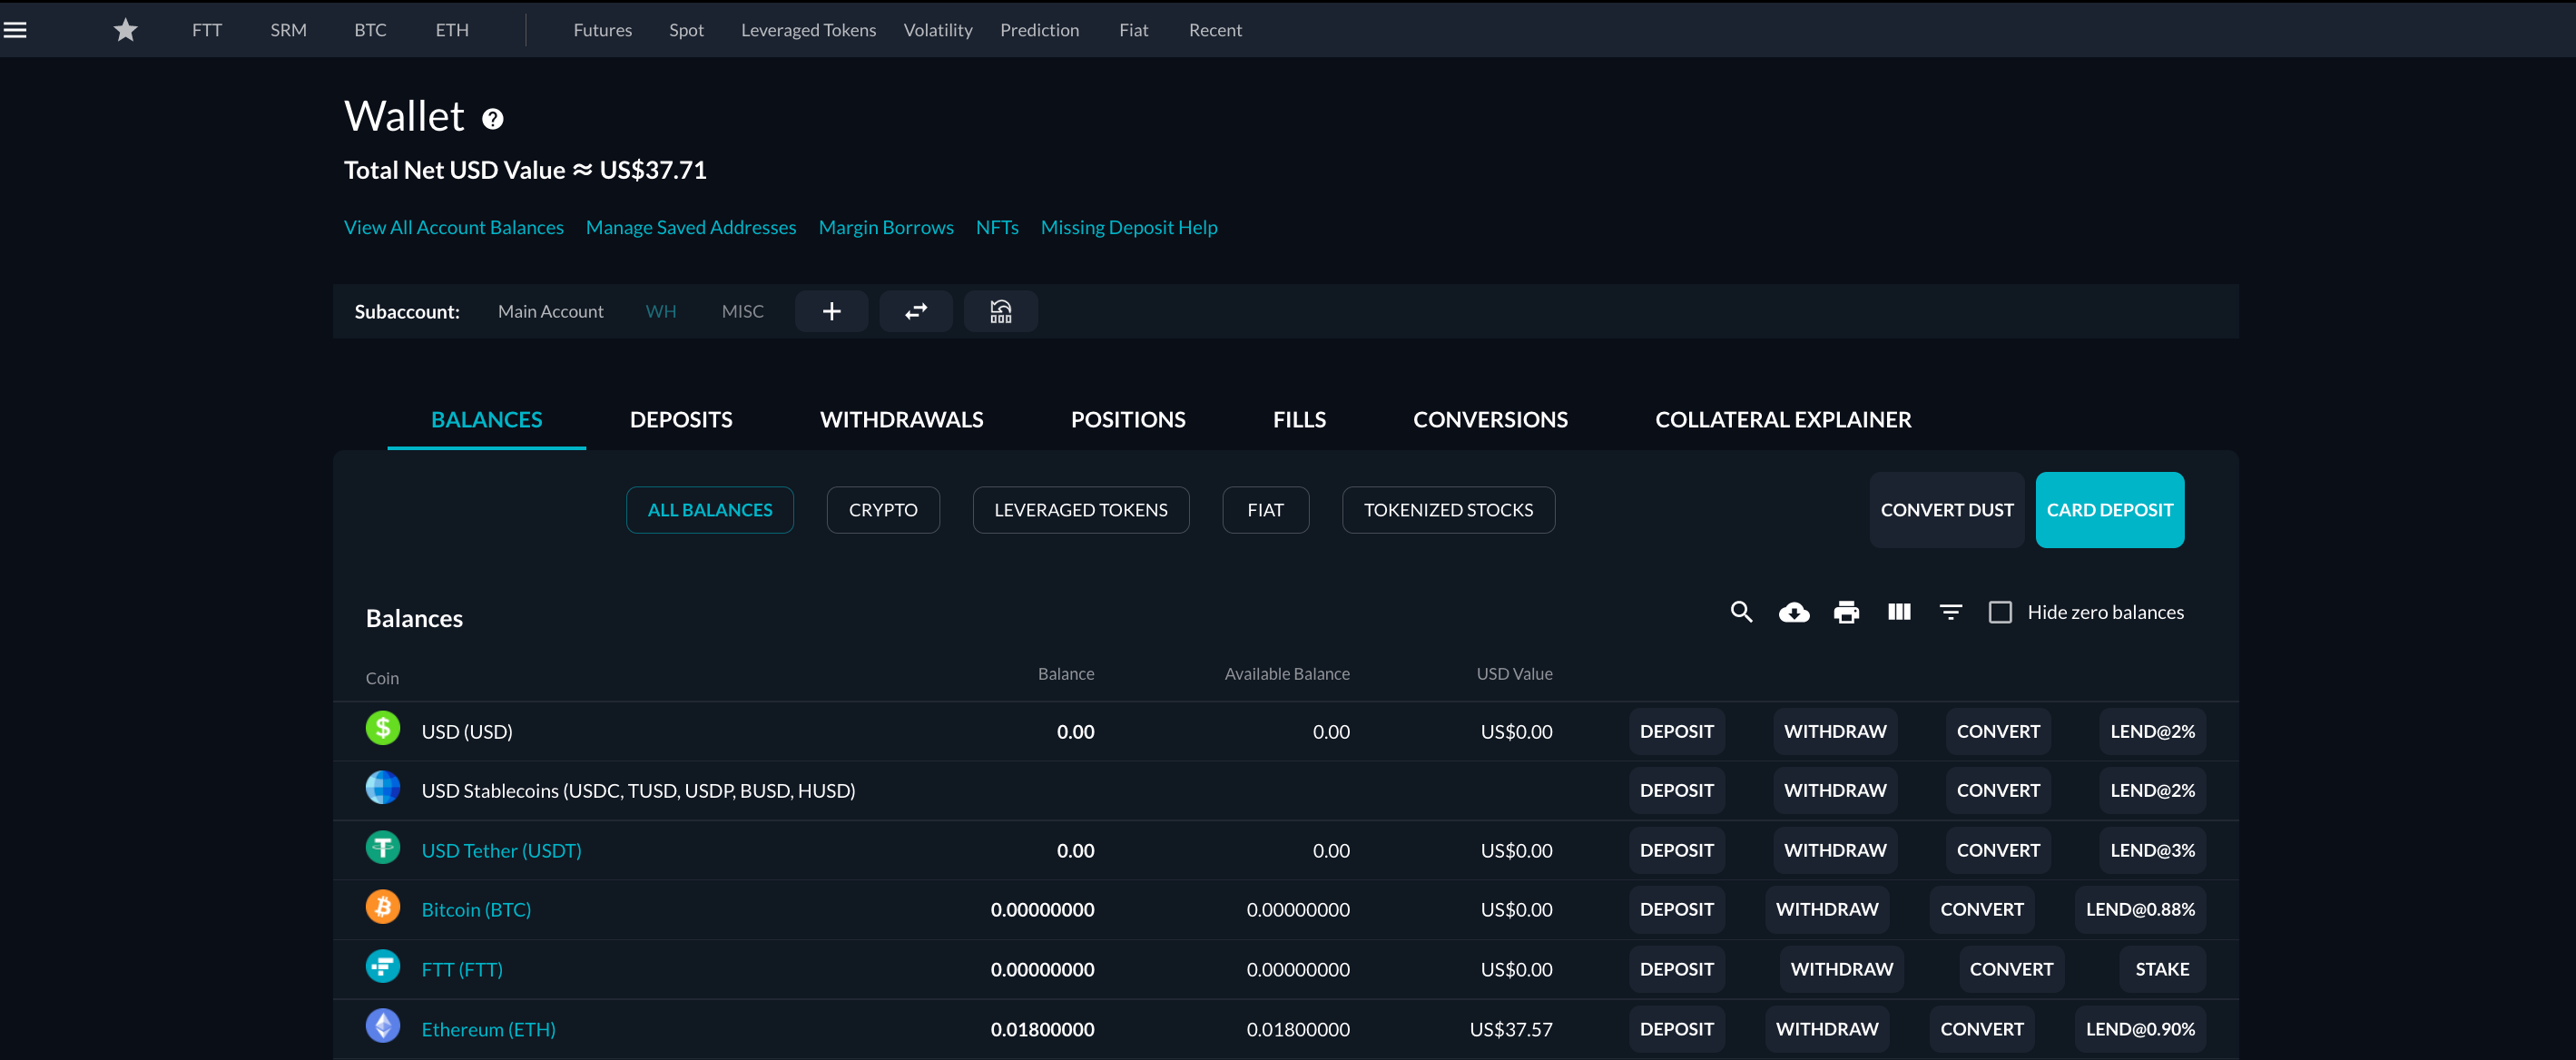 FTT SRM BTC ETH Futures Spot Leveraged Tokens Volatility Prediction Fiat Recent
Wallet ?
Total Net USD Value ≈ US$37.71
View All Account Balances Manage Saved Addresses Margin Borrows NFTs Missing Deposit Help
Subaccount: Main Account WH MISC
BALANCES DEPOSITS WITHDRAWALS POSITIONS FILLS CONVERSIONS COLLATERAL EXPLAINER
ALL BALANCES CRYPTO LEVERAGED TOKENS FIAT TOKENIZED STOCKS CONVERT DUST CARD DEPOSIT
Balances Hide zero balances
Coin Balance Available Balance USD Value
USD (USD) 0.00 0.00 US$0.00 DEPOSIT WITHDRAW CONVERT LEND@2%
USD Stablecoins (USDC, TUSD, USDP, BUSD, HUSD) DEPOSIT WITHDRAW CONVERT LEND@2%
USD Tether (USDT) 0.00 0.00 US$0.00 DEPOSIT WITHDRAW CONVERT LEND@3%
Bitcoin (BTC) 0.00000000 0.00000000 US$0.00 DEPOSIT WITHDRAW CONVERT LEND@0.88%
FTT (FTT) 0.00000000 0.00000000 US$0.00 DEPOSIT WITHDRAW CONVERT STAKE
Ethereum (ETH) 0.01800000 0.01800000 US$37.57 DEPOSIT WITHDRAW CONVERT LEND@0.90%